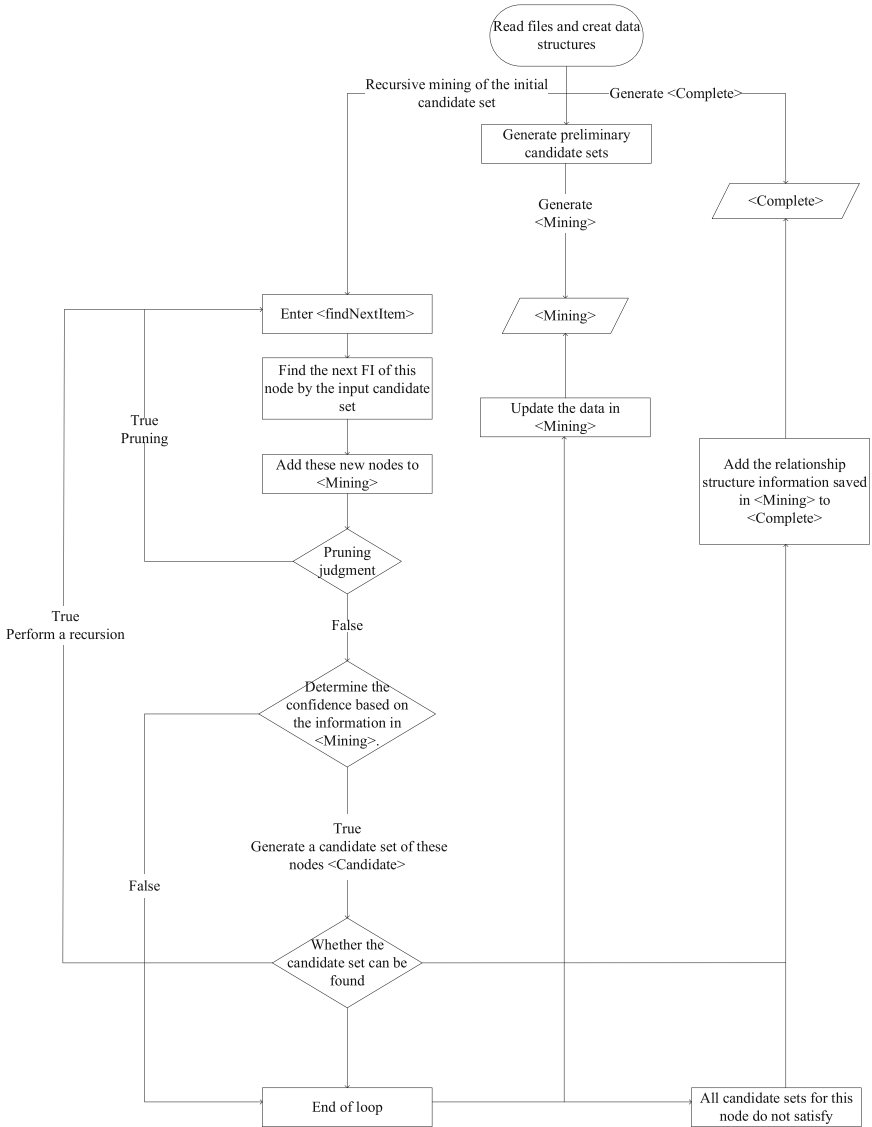 Read files and creat data
structures
Recursive mining of the initial
candidate set
Generate <Complete>
Generate preliminary
candidate sets
Generate
<Mining>
<Complete>
Enter <findNextItem>
<Mining>
Find the next FI of this
node by the input candidate
set
Update the data in
<Mining>
True
Pruning
Add these new nodes to
<Mining>
Add the relationship
structure information saved
in <Mining> to
<Complete>
Pruning
judgment
True
Perform a recursion
False
Determine the
confidence based on
the information in
<Mining>.
True
Generate a candidate set of these
nodes <Candidate>
False
Whether the
candidate set can be
found
End of loop
All candidate sets for this
node do not satisfy